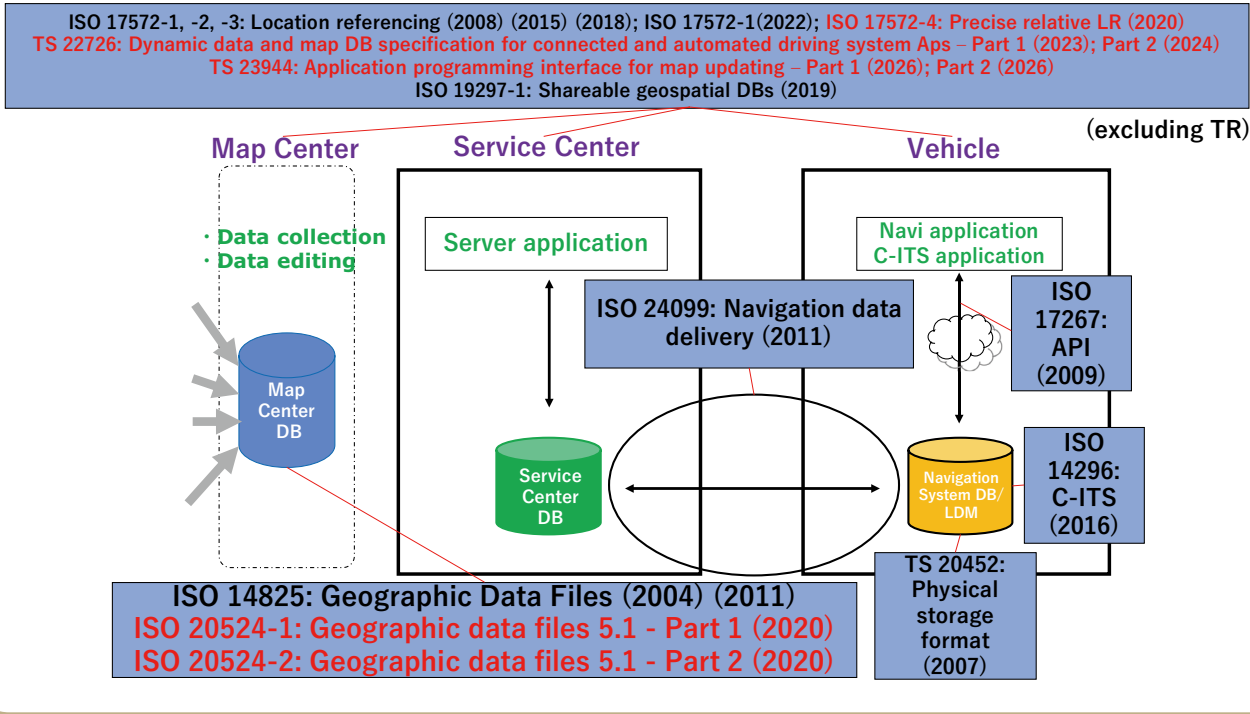 ISO 17572-1, -2, -3: Location referencing (2008) (2015) (2018); ISO 17572-1(2022); ISO 17572-4: Precise relative LR (2020)
TS 22726: Dynamic data and map DB specification for connected and automated driving system Aps – Part 1 (2023); Part 2 (2024)
TS 23944: Application programming interface for map updating – Part 1 (2026); Part 2 (2026)
ISO 19297-1: Shareable geospatial DBs (2019)
(excluding TR)
Map Center
Service Center
Vehicle
・Data collection
・Data editing
Server application
Navi application
C-ITS application
ISO 24099: Navigation data
delivery (2011)
ISO
17267:
API
(2009)
Map
Center
DB
Service
Center
DB
Navigation
System DB/
LDM
ISO
14296:
C-ITS
(2016)
TS 20452:
Physical
storage
format
(2007)
ISO 14825: Geographic Data Files (2004) (2011)
ISO 20524-1: Geographic data files 5.1 - Part 1 (2020)
ISO 20524-2: Geographic data files 5.1 - Part 2 (2020)